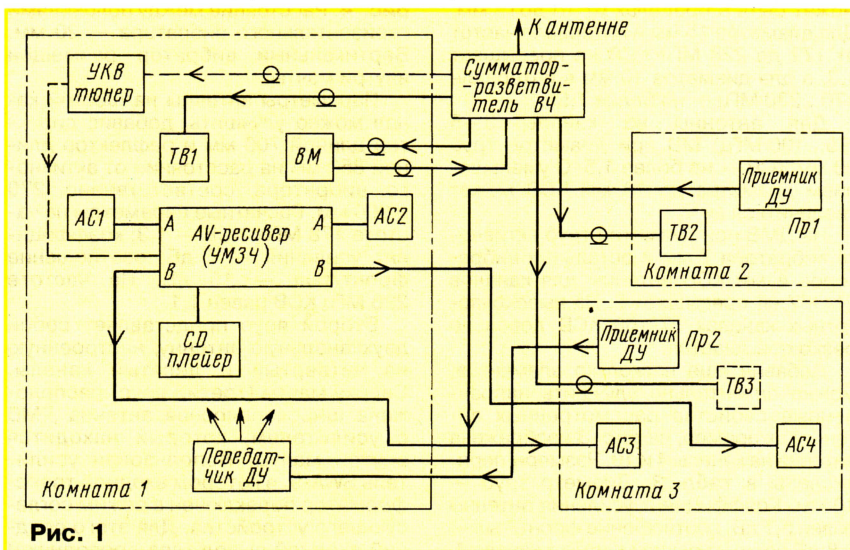 К антенне
УКВ
тюнер
Сумматор-
-разветви-
тель ВЧ
ТВ1
ВМ
АС1
АС2
А
А
AV-ресивер
(УМЗЧ)
В
В
CD
плейер
Приемник
ДУ
Пр1
ТВ2
Комната 2
Приемник
ДУ
Пр2
ТВ3
АС3
АС4
Передат-
чик ДУ
Комната 1
Комната 3
Рис. 1